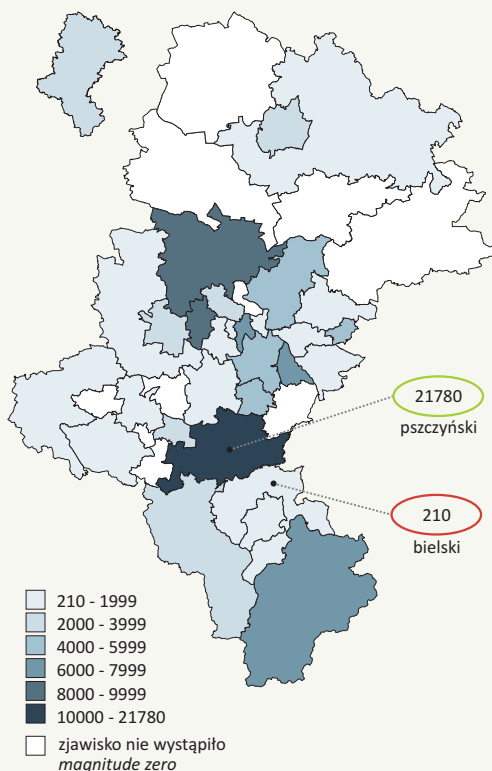 21780
pszczyński
210
bielski
210 - 1999
2000 - 3999
4000 - 5999
6000 - 7999
8000 - 9999
10000 - 21780
zjawisko nie wystąpiło
magnitude zero